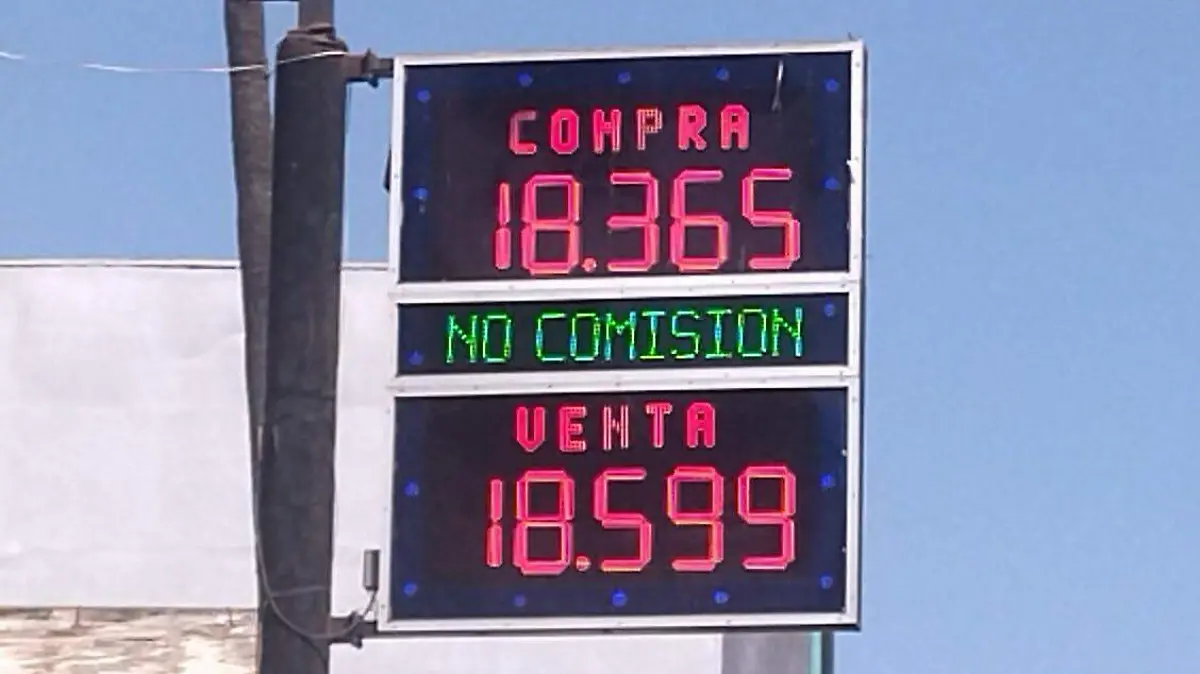 COMPRA
18.365
NO COMISION
VENTA
18.599